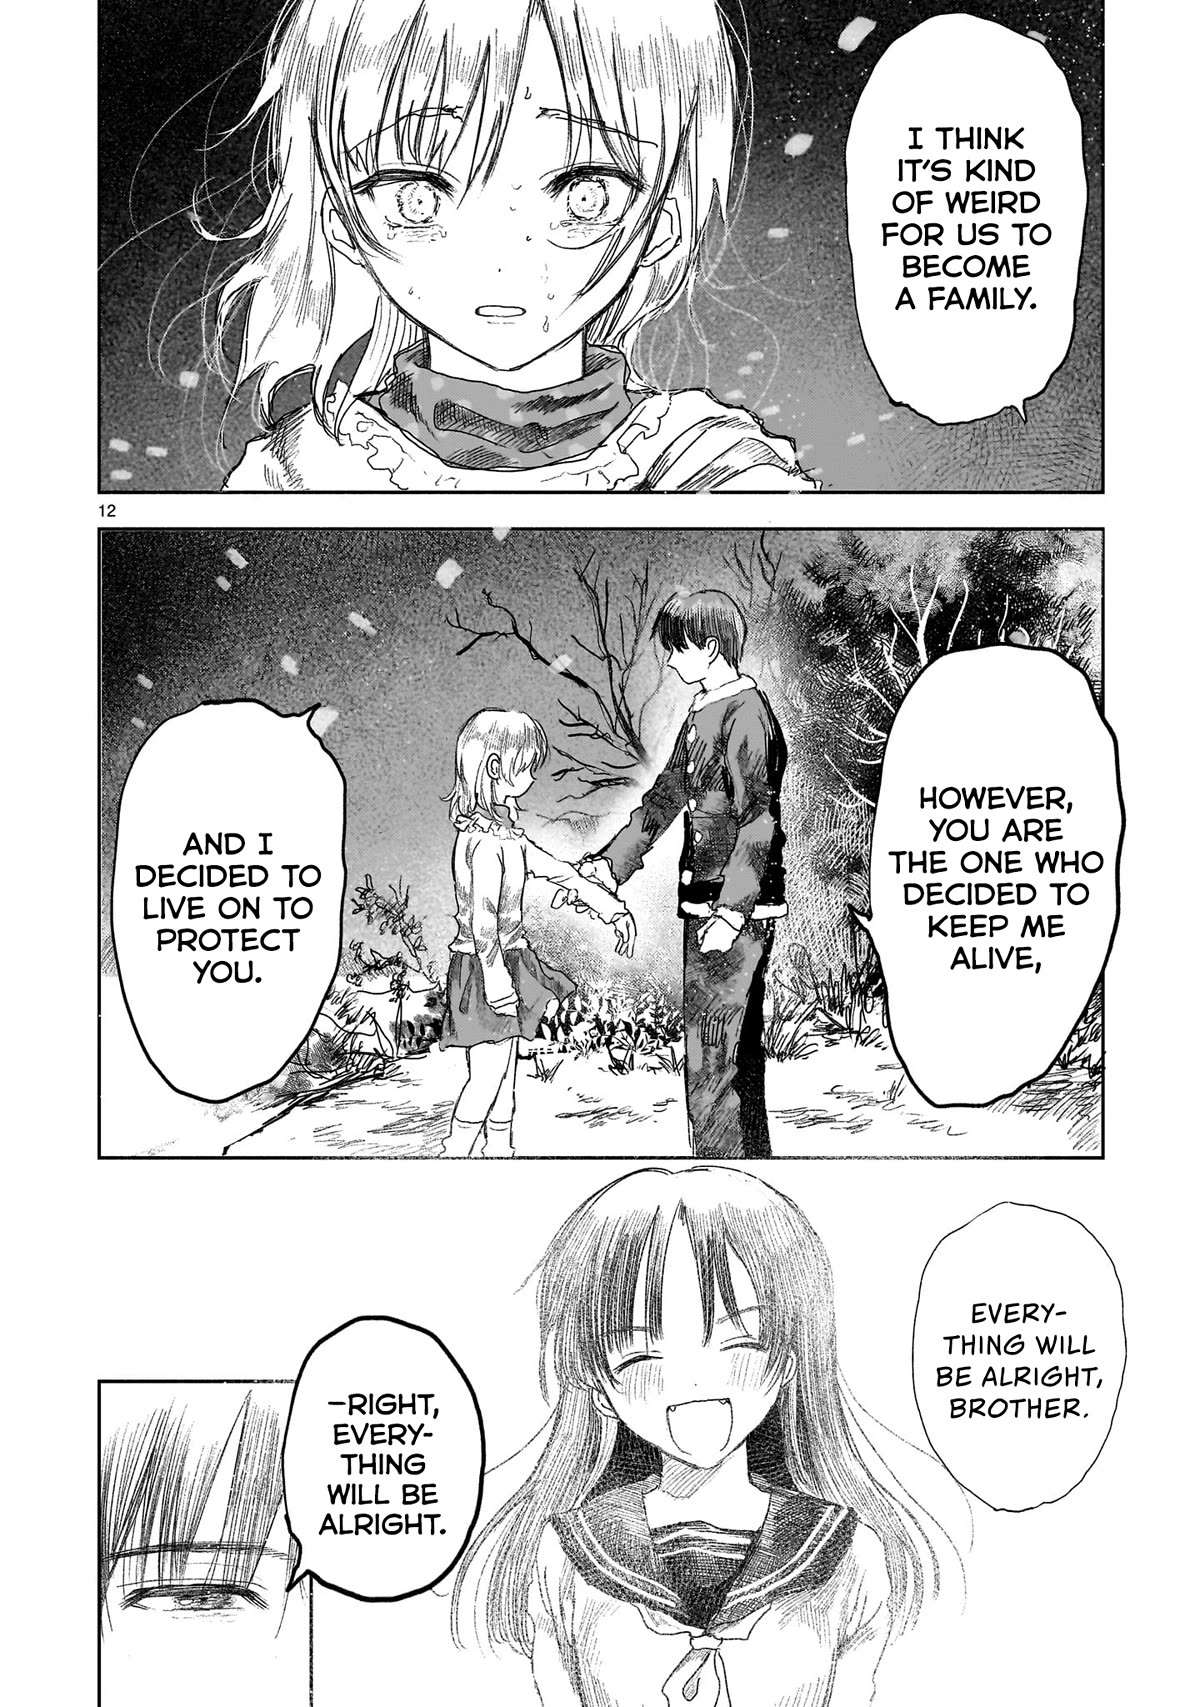 I THINK
IT'S KIND
OF WEIRD
FOR US TO
BECOME
A FAMILY.
12
HOWEVER,
YOU ARE
THE ONE WHO
DECIDED TO
KEEP ME
ALIVE,
AND I
DECIDED TO
LIVE ON TO
PROTECT
YOU.
EVERY-
THING WILL
BE ALRIGHT,
BROTHER.
—RIGHT,
EVERY-
THING
WILL BE
ALRIGHT.